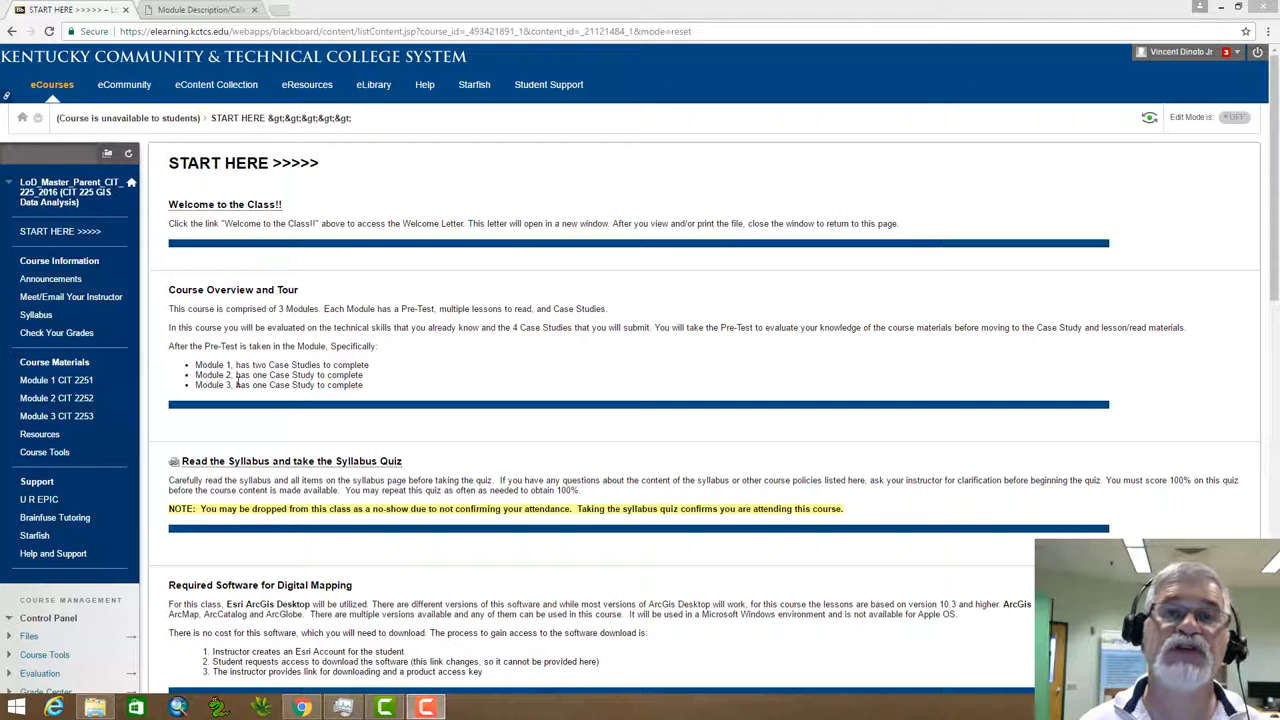 START HERE >>>>> – L
Module Description/Cal
Secure
https://elearning.kctcs.edu/webapps/blackboard/content/listContent.jsp?course_id=_493421891_1&content_id=_21121484_1&mode=reset
KENTUCKY COMMUNITY & TECHNICAL COLLEGE SYSTEM
Vincent Dinoto Jr 3
eCourses eCommunity eContent Collection eResources eLibrary Help Starfish Student Support
(Course is unavailable to students) START HERE &gt;&gt;&gt;&gt;&gt;
Edit Mode is: OFF
LoD_Master_Parent_CIT_
225_2016 (CIT 225 GIS
Data Analysis)
START HERE >>>>>
Course Information
Announcements
Meet/Email Your Instructor
Syllabus
Check Your Grades
Course Materials
Module 1 CIT 2251
Module 2 CIT 2252
Module 3 CIT 2253
Resources
Course Tools
Support
U R EPIC
Brainfuse Tutoring
Starfish
Help and Support
COURSE MANAGEMENT
Control Panel
Files
Course Tools
Evaluation
Grade Center
START HERE >>>>>
Welcome to the Class!!
Click the link "Welcome to the Class!!" above to access the Welcome Letter. This letter will open in a new window. After you view and/or print the file, close the window to return to this page.
Course Overview and Tour
This course is comprised of 3 Modules. Each Module has a Pre-Test, multiple lessons to read, and Case Studies.
In this course you will be evaluated on the technical skills that you already know and the 4 Case Studies that you will submit. You will take the Pre-Test to evaluate your knowledge of the course materials before moving to the Case Study and lesson/read materials.
After the Pre-Test is taken in the Module, Specifically:
• Module 1, has two Case Studies to complete
• Module 2, has one Case Study to complete
• Module 3, has one Case Study to complete
Read the Syllabus and take the Syllabus Quiz
Carefully read the syllabus and all items on the syllabus page before taking the quiz. If you have any questions about the content of the syllabus or other course policies listed here, ask your instructor for clarification before beginning the quiz. You must score 100% on this quiz
before the course content is made available. You may repeat this quiz as often as needed to obtain 100%.
NOTE: You may be dropped from this class as a no-show due to not confirming your attendance. Taking the syllabus quiz confirms you are attending this course.
Required Software for Digital Mapping
For this class, Esri ArcGis Desktop will be utilized. There are different versions of this software and while most versions of ArcGis Desktop will work, for this course the lessons are based on version 10.3 and higher. ArcGis
ArcMap, ArcCatalog and ArcGlobe. There are multiple versions available and any of them can be used in this course. It will be used in a Microsoft Windows environment and is not available for Apple OS.
There is no cost for this software, which you will need to download. The process to gain access to the software download is:
1. Instructor creates an Esri Account for the student
2. Student requests access to download the software (this link changes, so it cannot be provided here)
3. The instructor provides link for downloading and a product access key